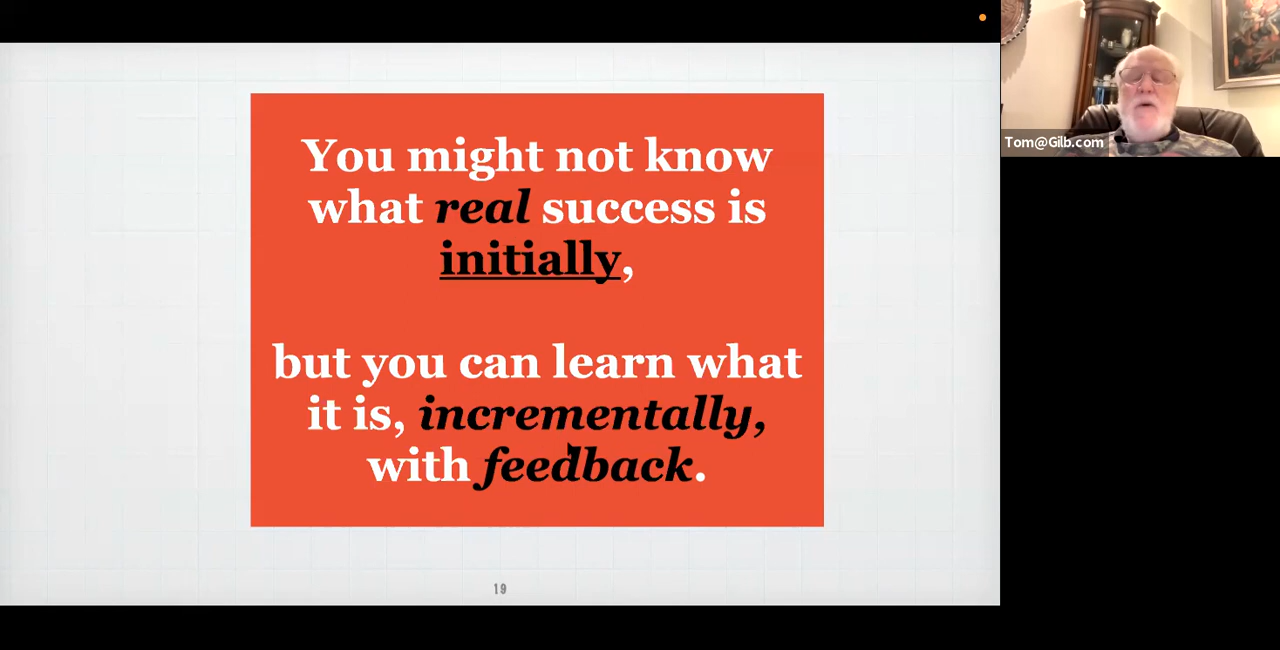 You might not know
what real success is
initially,
but you can learn what
it is, incrementally,
with feedback.
19
Tom@Gilb.com